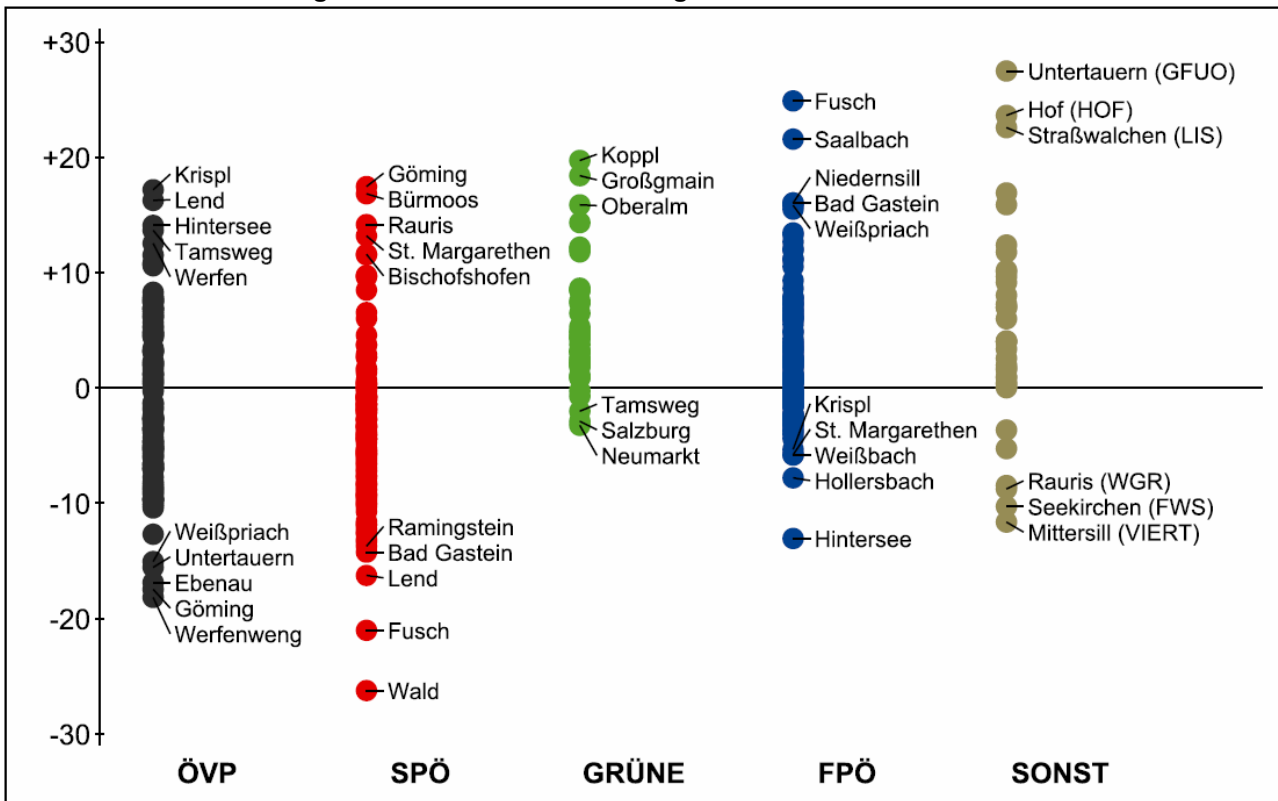 +30
+20
+10
0
-10
-20
-30
Krispl
Lend
Hintersee
Tamsweg
Werfen
Weißpriach
Untertauern
Ebenau
Göming
Werfenweng
Göming
Bürmoos
Rauris
St. Margarethen
Bischofshofen
Ramingstein
Bad Gastein
Lend
Fusch
Wald
Koppl
Großgmain
Oberalm
Tamsweg
Salzburg
Neumarkt
Fusch
Saalbach
Niedernsill
Bad Gastein
Weißpriach
Krispl
St. Margarethen
Weißbach
Hollersbach
Hintersee
Untertauern (GFUO)
Hof (HOF)
Straßwalchen (LIS)
Rauris (WGR)
Seekirchen (FWS)
Mittersill (VIERT)
ÖVP
SPÖ
GRÜNE
FPÖ
SONST